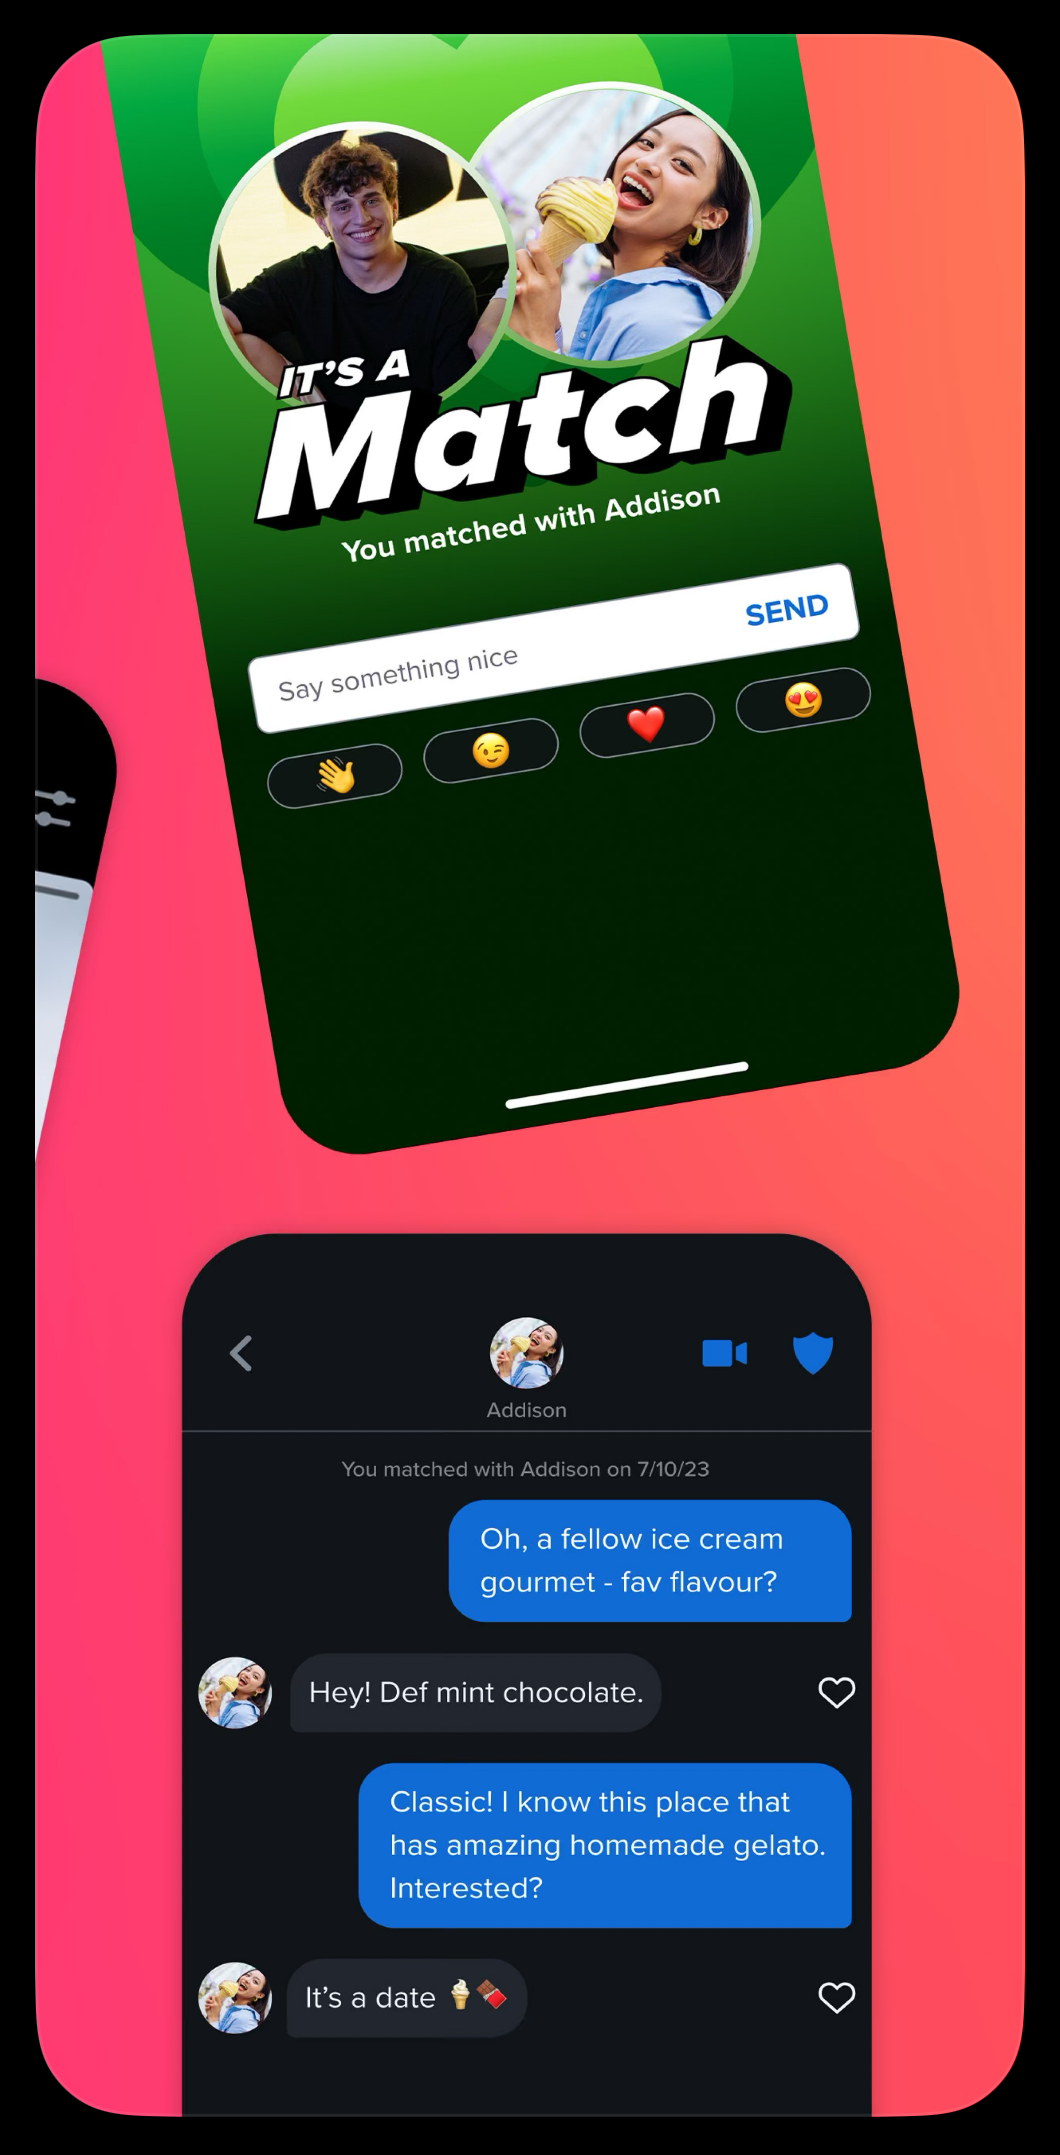 IT'S A
Match
You matched with Addison
Say something nice
SEND
👋 😉 ❤️ 😍
Addison
You matched with Addison on 7/10/23
Oh, a fellow ice cream
gourmet - fav flavour?
Hey! Def mint chocolate.
Classic! I know this place that
has amazing homemade gelato.
Interested?
It's a date 🍦🍫